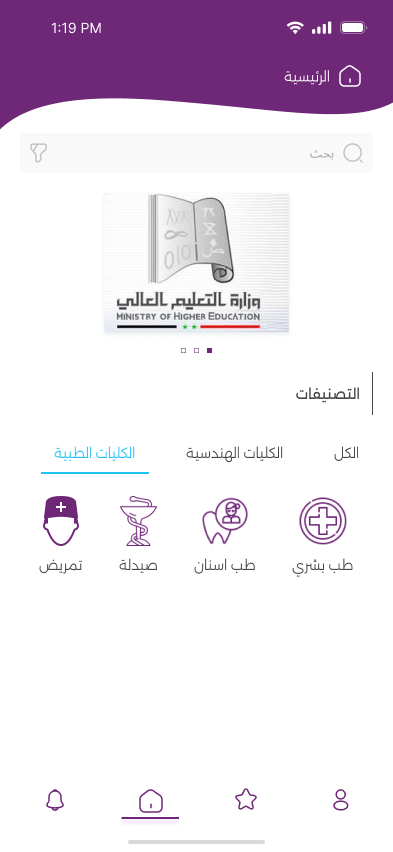 1:19 PM
الرئيسية
بحث
وزارة التعليم العالي
MINISTRY OF HIGHER EDUCATION
التصنيفات
الكل
الكليات الهندسية
الكليات الطبية
طب بشري
طب اسنان
صيدلة
تمريض